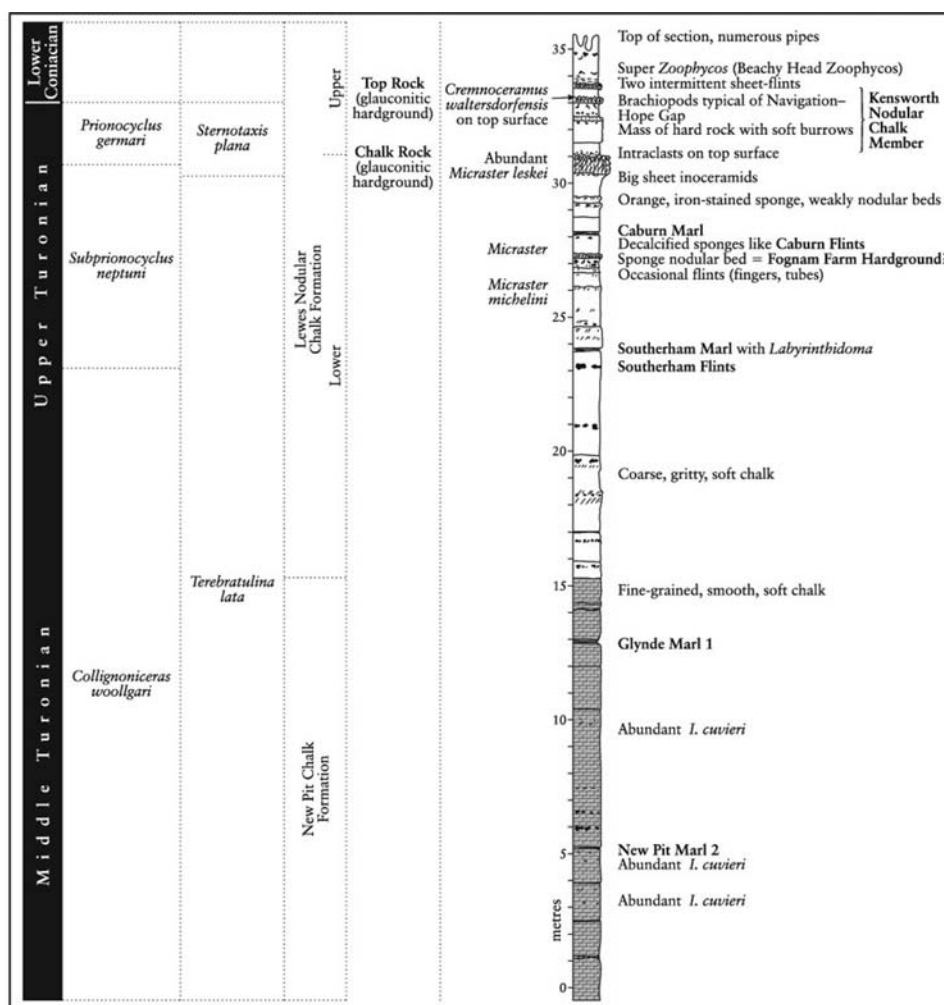 Lower
Coniacian
Upper Turonian
Middle Turonian
Prionocyclus
germari
Subprionocyclus
neptuni
Collignoniceras
woollgari
Sternotaxis
plana
Terebratulina
lata
Upper
Lewes Nodular
Chalk Formation
Lower
New Pit Chalk
Formation
Top Rock
(glauconitic
hardground)
Chalk Rock
(glauconitic
hardground)
Cremnoceramus
waltersdorfensis
on top surface
Abundant
Micraster leskei
Micraster
Micraster
michelini
35
30
25
20
15
10
5
0
metres
Top of section, numerous pipes
Super Zoophycos (Beachy Head Zoophycos)
Two intermittent sheet-flints
Brachiopods typical of Navigation–
Hope Gap
Mass of hard rock with soft burrows
Kensworth
Nodular
Chalk
Member
Intraclasts on top surface
Big sheet inoceramids
Orange, iron-stained sponge, weakly nodular beds
Caburn Marl
Decalcified sponges like Caburn Flints
Sponge nodular bed = Fognam Farm Hardground
Occasional flints (fingers, tubes)
Southerham Marl with Labyrinthidoma
Southerham Flints
Coarse, gritty, soft chalk
Fine-grained, smooth, soft chalk
Glynde Marl 1
Abundant I. cuvieri
New Pit Marl 2
Abundant I. cuvieri
Abundant I. cuvieri